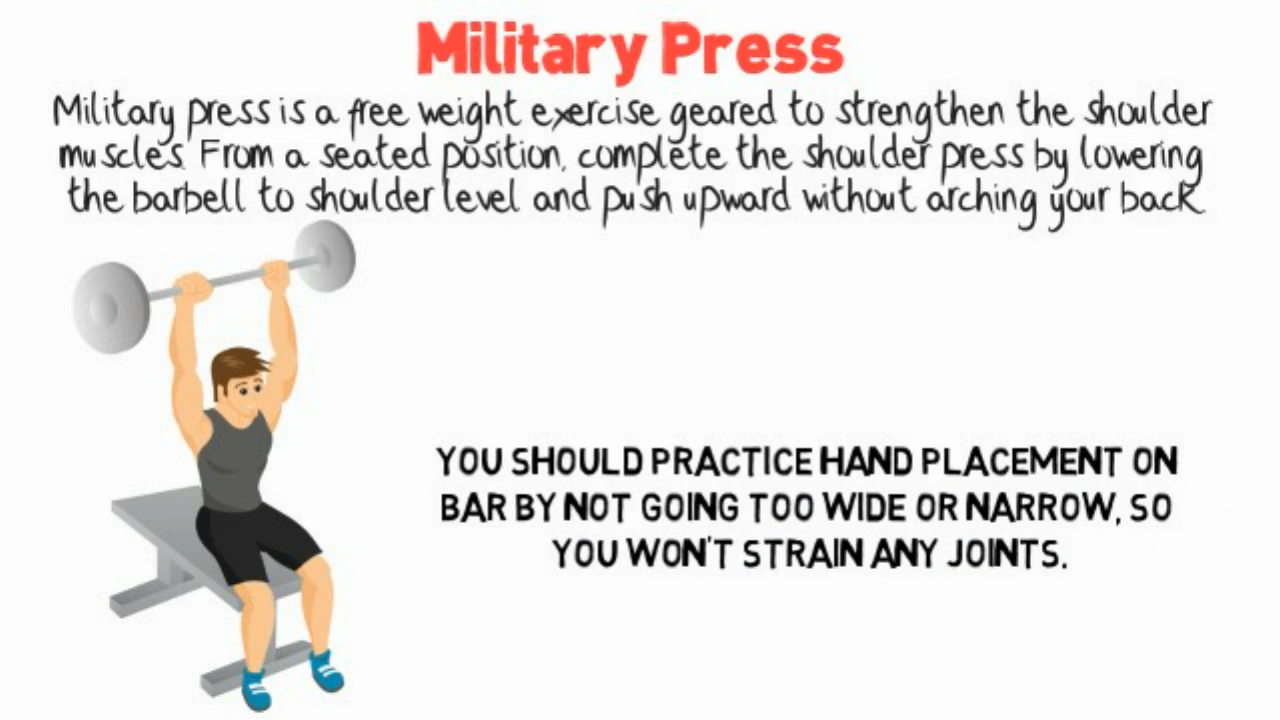 Military Press
Military press is a free weight exercise geared to strengthen the shoulder
muscles. From a seated position, complete the shoulder press by lowering
the barbell to shoulder level and push upward without arching your back.
YOU SHOULD PRACTICE HAND PLACEMENT ON
BAR BY NOT GOING TOO WIDE OR NARROW, SO
YOU WON'T STRAIN ANY JOINTS.